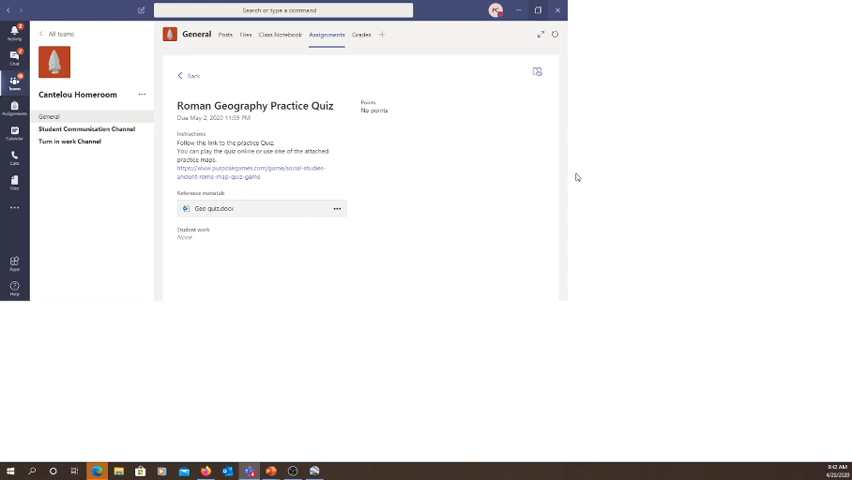 Search or type a command
PC
Activity
Chat
Teams
Assignments
Calendar
Calls
Files
Apps
Help
All teams
Cantelou Homeroom
General
Student Communication Channel
Turn in work Channel
General Posts Files Class Notebook Assignments Grades
Back
Roman Geography Practice Quiz
Due May 2, 2020 11:59 PM
Instructions
Follow the link to the practice Quiz.
You can play the quiz online or use one of the attached
practice maps.
https://www.purposegames.com/game/social-studies-
ancient-rome-map-quiz-game
Reference materials
Geo quiz.docx
Student work
None
Points
No points
8:42 AM
4/28/2020